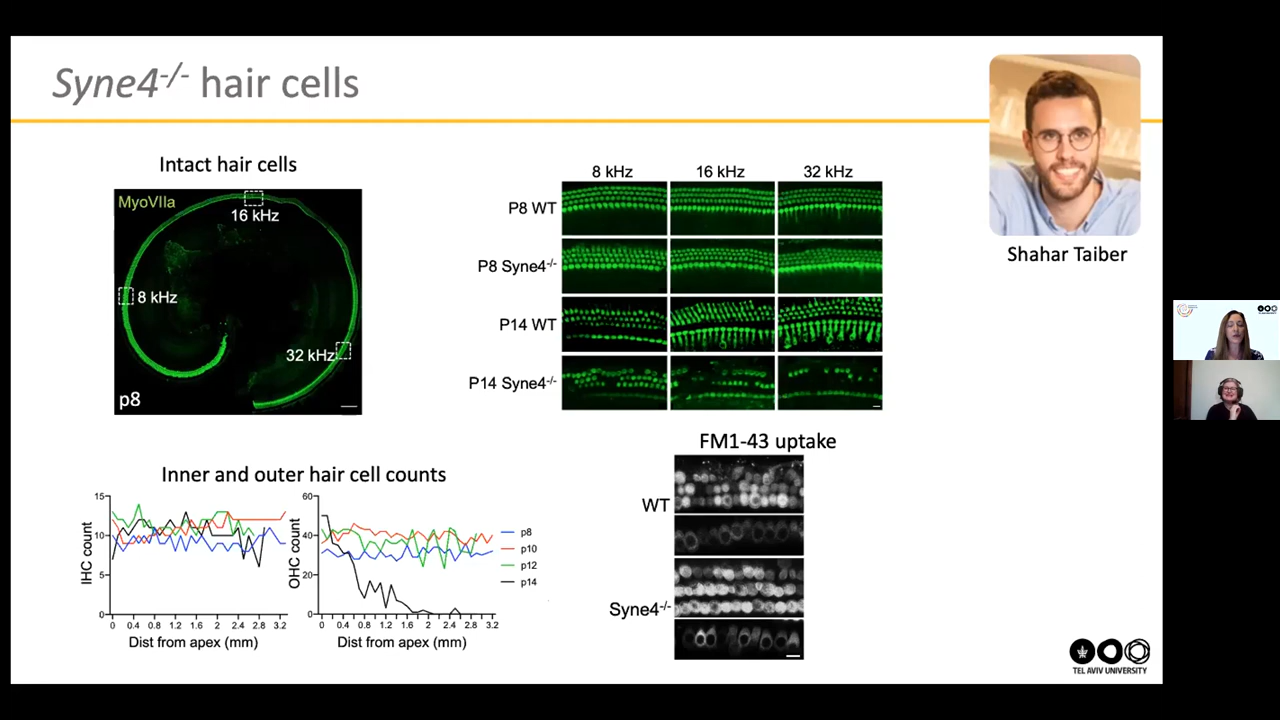 Syne4-/- hair cells
Shahar Taiber
Intact hair cells
MyoVIIa
16 kHz
8 kHz
32 kHz
p8
8 kHz
16 kHz
32 kHz
P8 WT
P8 Syne4-/-
P14 WT
P14 Syne4-/-
Inner and outer hair cell counts
IHC count
15
10
5
0
0 0.4 0.8 1.2 1.6 2 2.4 2.8 3.2
Dist from apex (mm)
OHC count
60
40
20
0
0 0.4 0.8 1.2 1.6 2 2.4 2.8 3.2
Dist from apex (mm)
p8
p10
p12
p14
FM1-43 uptake
WT
Syne4-/-
TEL AVIV UNIVERSITY